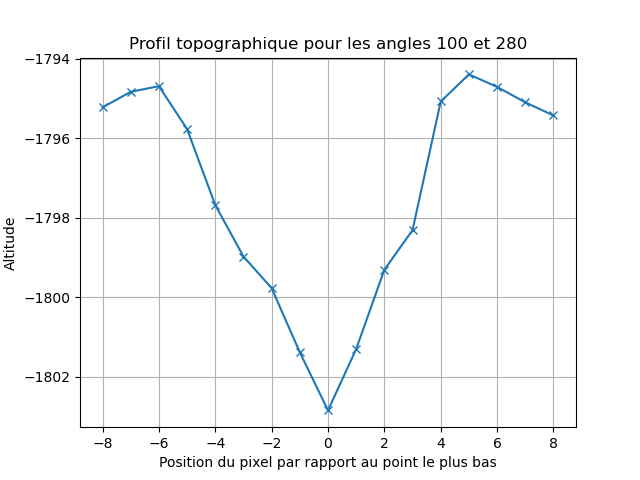 Profil topographique pour les angles 100 et 280
−1794
−1796
−1798
−1800
−1802
Altitude
−8 −6 −4 −2 0 2 4 6 8
Position du pixel par rapport au point le plus bas